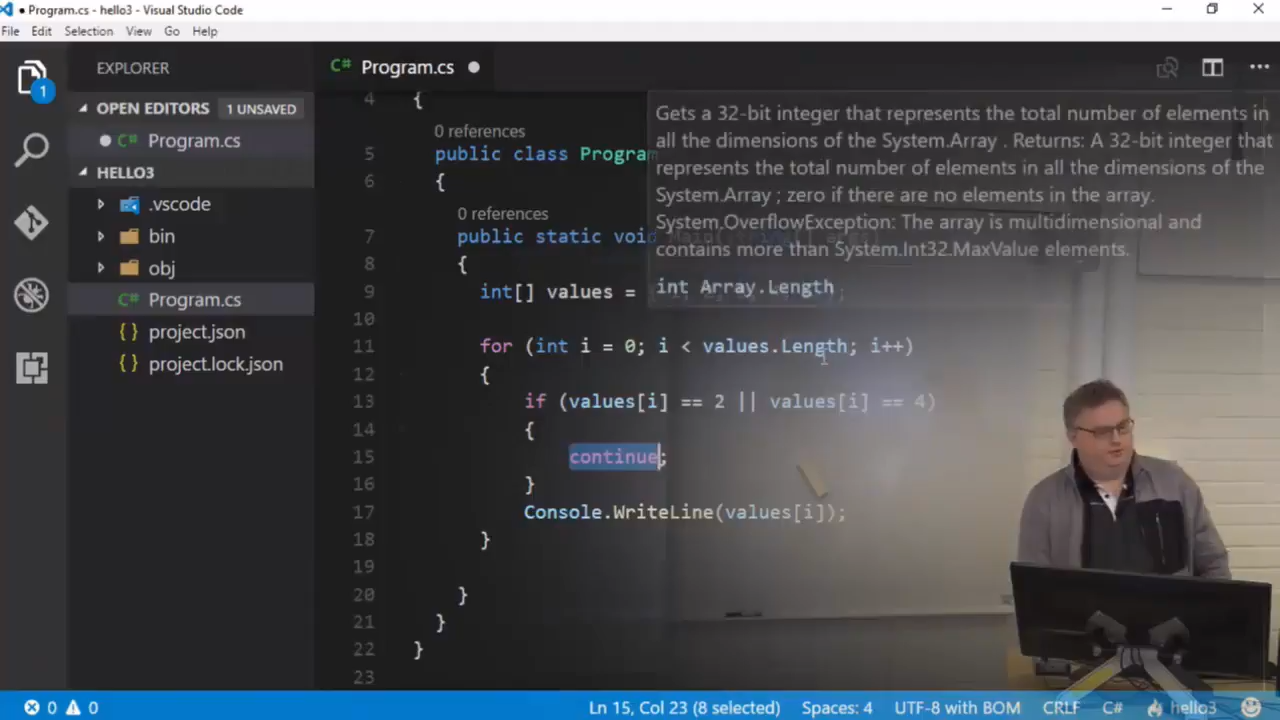 Program.cs - hello3 - Visual Studio Code
File Edit Selection View Go Help
EXPLORER
OPEN EDITORS 1 UNSAVED
C# Program.cs
HELLO3
.vscode
bin
obj
C# Program.cs
{ } project.json
{ } project.lock.json
1
C# Program.cs
4 {
0 references
5 public class Program
6 {
0 references
7 public static void
8 {
9 int[] values =
10
11 for (int i = 0; i < values.Length; i++)
12 {
13 if (values[i] == 2 || values[i] == 4)
14 {
15 continue;
16 }
17 Console.WriteLine(values[i]);
18 }
19
20 }
21 }
22 }
23
Gets a 32-bit integer that represents the total number of elements in
all the dimensions of the System.Array . Returns: A 32-bit integer that
represents the total number of elements in all the dimensions of the
System.Array ; zero if there are no elements in the array.
System.OverflowException: The array is multidimensional and
contains more than System.Int32.MaxValue elements.
int Array.Length
0 0 Ln 15, Col 23 (8 selected) Spaces: 4 UTF-8 with BOM CRLF C# hello3